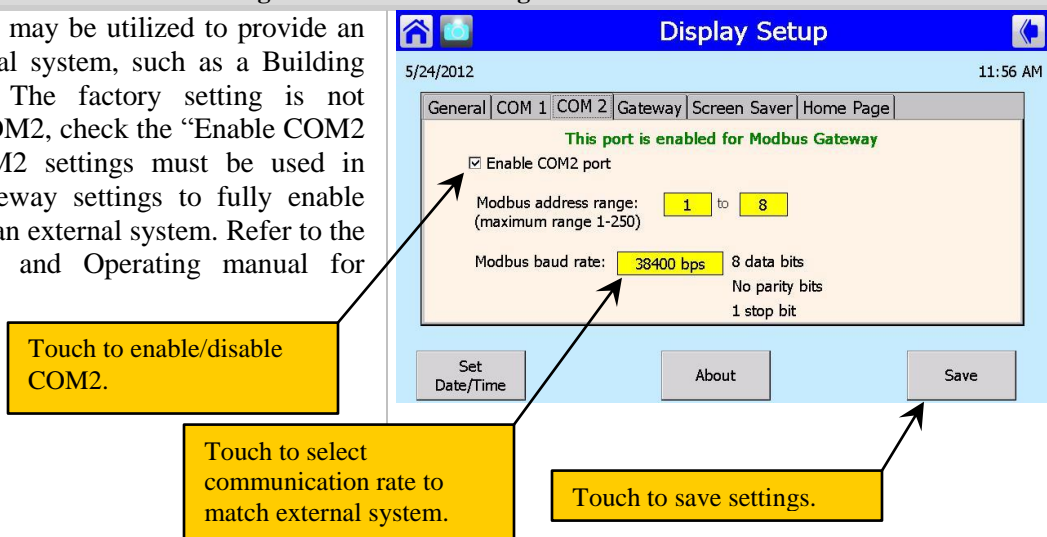 may be utilized to provide an
al system, such as a Building
The factory setting is not
OM2, check the “Enable COM2
M2 settings must be used in
eway settings to fully enable
an external system. Refer to the
and Operating manual for
Display Setup
5/24/2012 11:56 AM
General COM 1 COM 2 Gateway Screen Saver Home Page
This port is enabled for Modbus Gateway
Enable COM2 port
Modbus address range: 1 to 8
(maximum range 1-250)
Modbus baud rate: 38400 bps 8 data bits
No parity bits
1 stop bit
Set
Date/Time
About
Save
Touch to enable/disable
COM2.
Touch to select
communication rate to
match external system.
Touch to save settings.